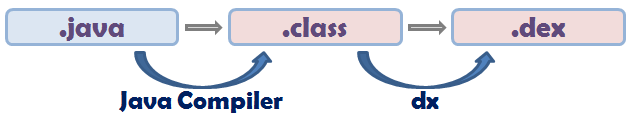 .java
.class
.dex
Java Compiler
dx